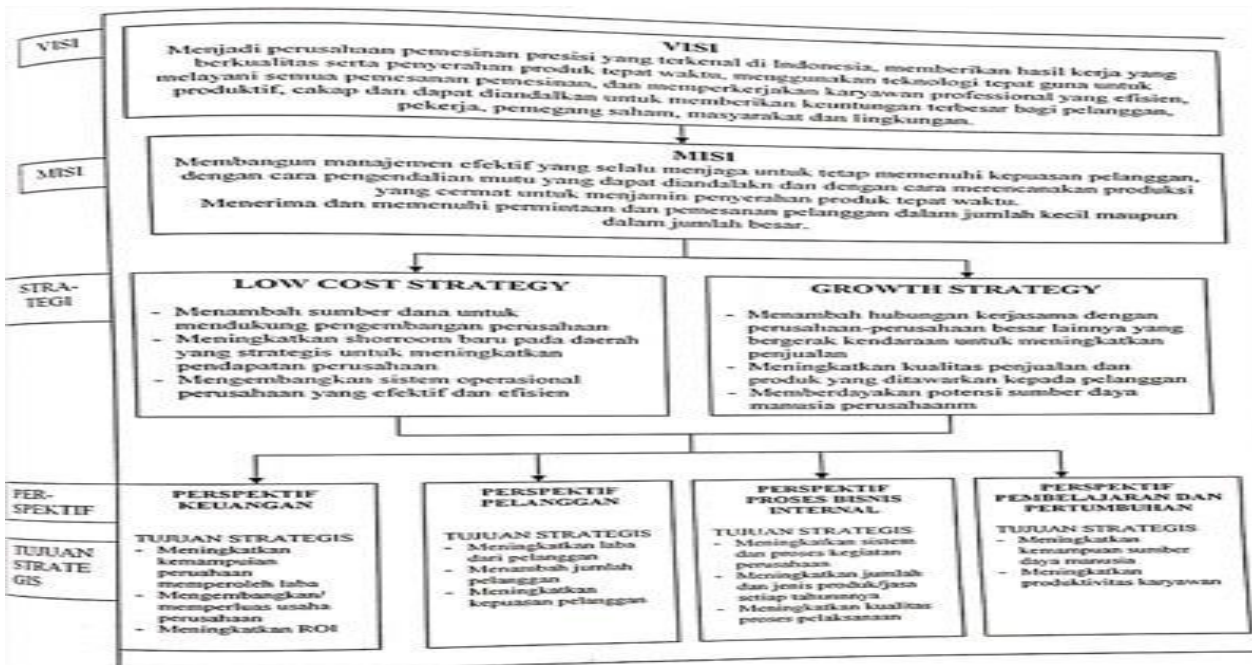 VISI
VISI
Menjadi perusahaan pemesinan presisi yang terkenal di Indonesia, memberikan hasil kerja yang
berkualitas serta penyerahan produk tepat waktu, menggunakan teknologi tepat guna untuk
melayani semua pemesanan pemesinan, dan memperkerjakan karyawan professional yang efisien,
produktif, cakap dan dapat diandalkan untuk memberikan keuntungan terbesar bagi pelanggan,
pekerja, pemegang saham, masyarakat dan lingkungan.
MISI
MISI
Membangun manajemen efektif yang selalu menjaga untuk tetap memenuhi kepuasan pelanggan,
dengan cara pengendalian mutu yang dapat diandalakn dan dengan cara merencanakan produksi
yang cermat untuk menjamin penyerahan produk tepat waktu.
Menerima dan memenuhi permintaan dan pemesanan pelanggan dalam jumlah kecil maupun
dalam jumlah besar.
STRA-
TEGI
LOW COST STRATEGY
- Menambah sumber dana untuk
mendukung pengembangan perusahaan
- Meningkatkan shorroom baru pada daerah
yang strategis untuk meningkatkan
pendapatan perusahaan
- Mengembangkan sistem operasional
perusahaan yang efektif dan efisien
GROWTH STRATEGY
- Menambah hubungan kerjasama dengan
perusahaan-perusahaan besar lainnya yang
bergerak kendaraan untuk meningkatkan
penjualan
- Meningkatkan kualitas penjualan dan
produk yang ditawarkan kepada pelanggan
- Memberdayakan potensi sumber daya
manusia perusahaanm
PER-
SPEKTIF
TUJUAN
STRATE
GIS
PERSPEKTIF
KEUANGAN
TUJUAN STRATEGIS
- Meningkatkan
kemampuian
perushaan
memperoleh laba
- Mengembangkan/
memperluas usaha
perusahaan
- Meningkatkan ROI
PERSPEKTIF
PELANGGAN
TUJUAN STRATEGIS
- Meningkatkan laba
dari pelanggan
- Menambah jumlah
pelanggan
- Meningkatkan
kepuasan pelanggan
PERSPEKTIF
PROSES BISNIS
INTERNAL
TUJUAN STRATEGIS
- Meningkatkan sistem
dan proses kegiatan
perusahaan
- Meningkatkan jumlah
dan jenis produk/jasa
setiap tahunnnya
- Meningkatkan kualitas
proses pelaksanaan
PERSPEKTIF
PEMBELAJARAN DAN
PERTUMBUHAN
TUJUAN STRATEGIS
- Meningkatkan
kemampuan sumber
daya manusia
- Meningkatkan
produktivitas karyawan